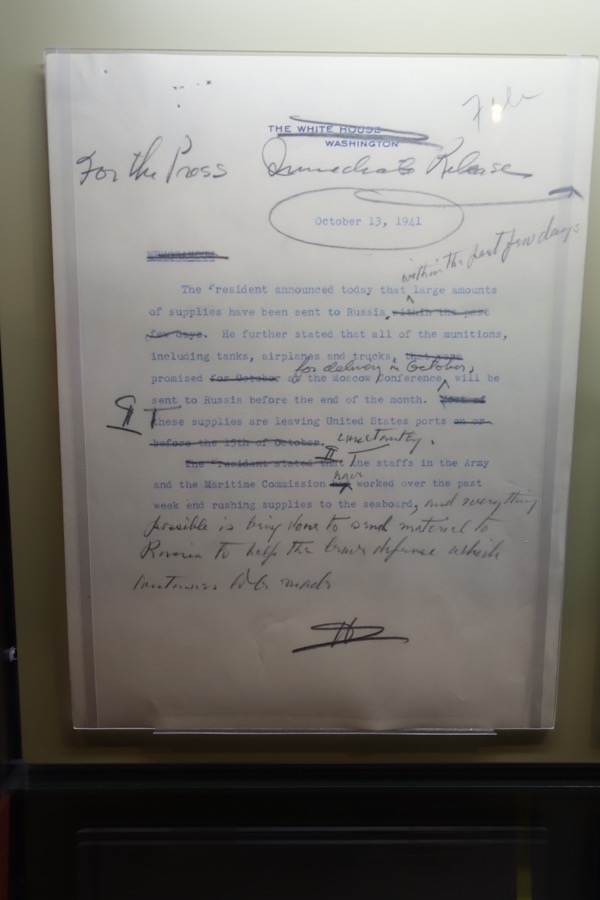 File
THE WHITE HOUSE
WASHINGTON
For the Press Immediate Release
October 13, 1941
within the past few days
MEMORANDUM
The President announced today that large amounts
of supplies have been sent to Russia, within the past
few days. He further stated that all of the munitions,
including tanks, airplanes and trucks, that were
for delivery in October,
promised for October at the Moscow Conference, will be
sent to Russia before the end of the month. Most of
¶ T
these supplies are leaving United States ports on or
before the 15th of October. constantly.
The President stated that The staffs in the Army
have
and the Maritime Commission worked over the past
week end rushing supplies to the seaboard, and everything
possible is being done to send material to
Russia to help the brave defense which
continues to be made